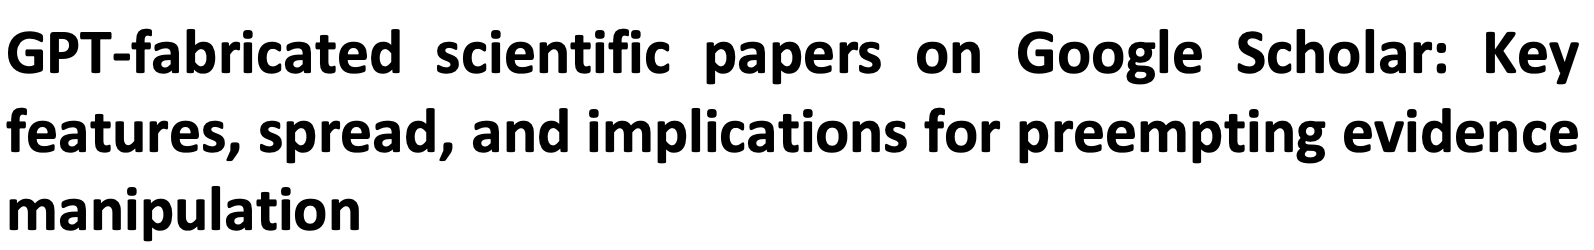 GPT-fabricated scientific papers on Google Scholar: Key
features, spread, and implications for preempting evidence
manipulation